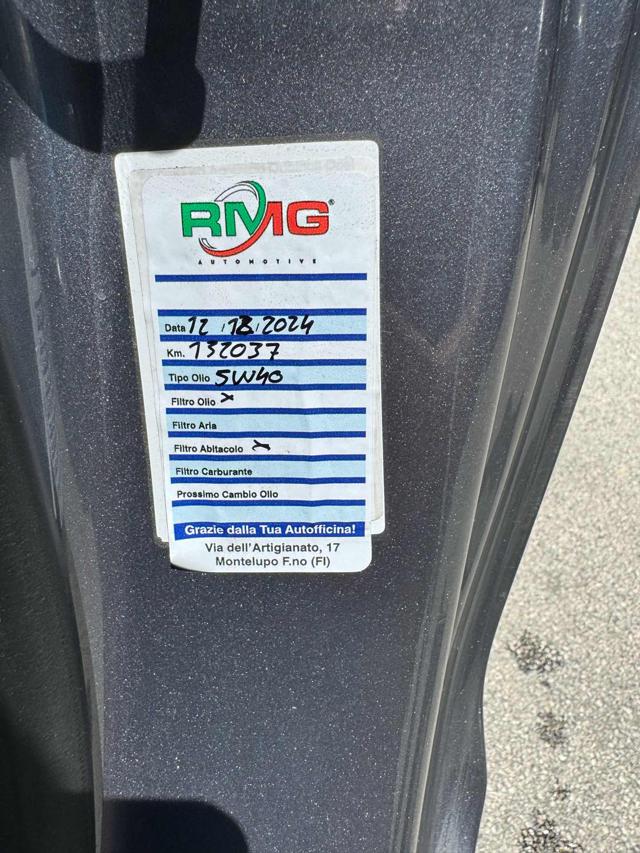 RMG®
AUTOMOTIVE
Data 12 / 12 / 2024
Km. 132037
Tipo Olio 5W40
Filtro Olio X
Filtro Aria
Filtro Abitacolo X
Filtro Carburante
Prossimo Cambio Olio
Grazie dalla Tua Autofficina!
Via dell'Artigianato, 17
Montelupo F.no (FI)